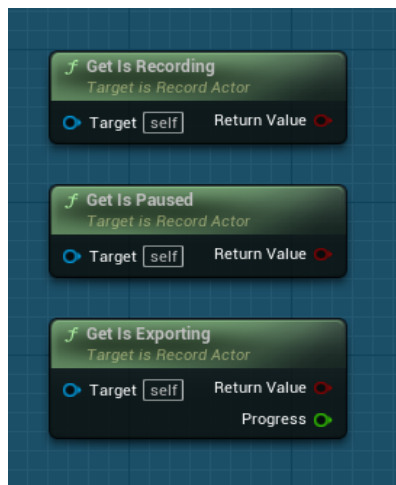 f Get Is Recording
Target is Record Actor
Target self Return Value
f Get Is Paused
Target is Record Actor
Target self Return Value
f Get Is Exporting
Target is Record Actor
Target self Return Value
Progress